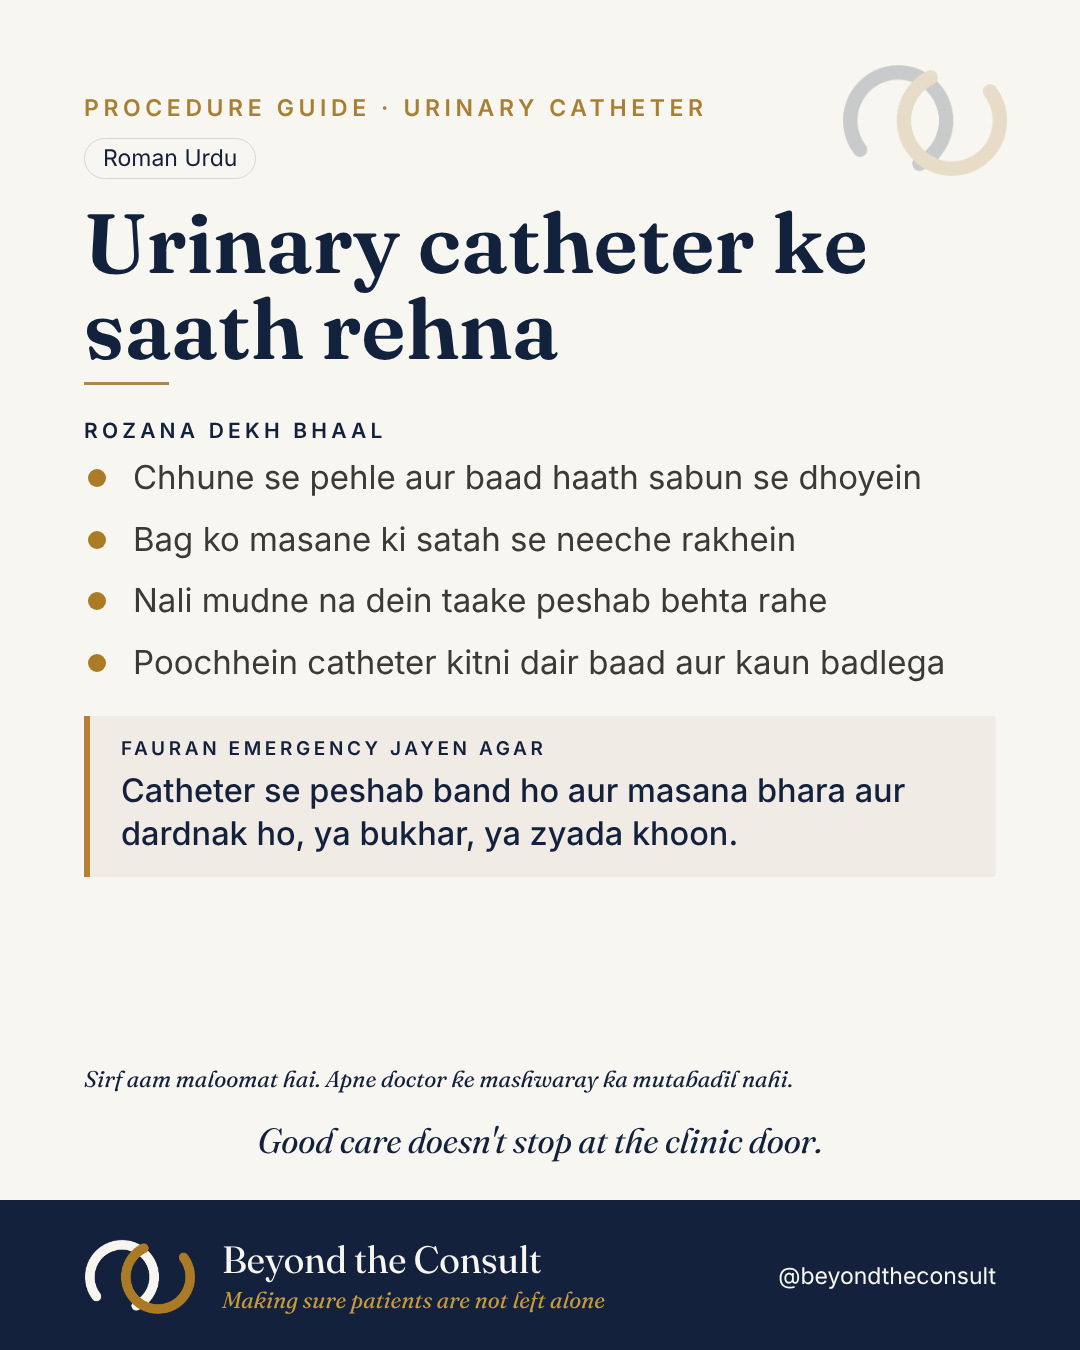 PROCEDURE GUIDE · URINARY CATHETER
Roman Urdu
Urinary catheter ke
saath rehna
ROZANA DEKH BHAAL
Chhune se pehle aur baad haath sabun se dhoyein
Bag ko masane ki satah se neeche rakhein
Nali mudne na dein taake peshab behta rahe
Poochhein catheter kitni dair baad aur kaun badlega
FAURAN EMERGENCY JAYEN AGAR
Catheter se peshab band ho aur masana bhara aur
dardnak ho, ya bukhar, ya zyada khoon.
Sirf aam maloomat hai. Apne doctor ke mashwaray ka mutabadil nahi.
Good care doesn't stop at the clinic door.
Beyond the Consult
Making sure patients are not left alone
@beyondtheconsult